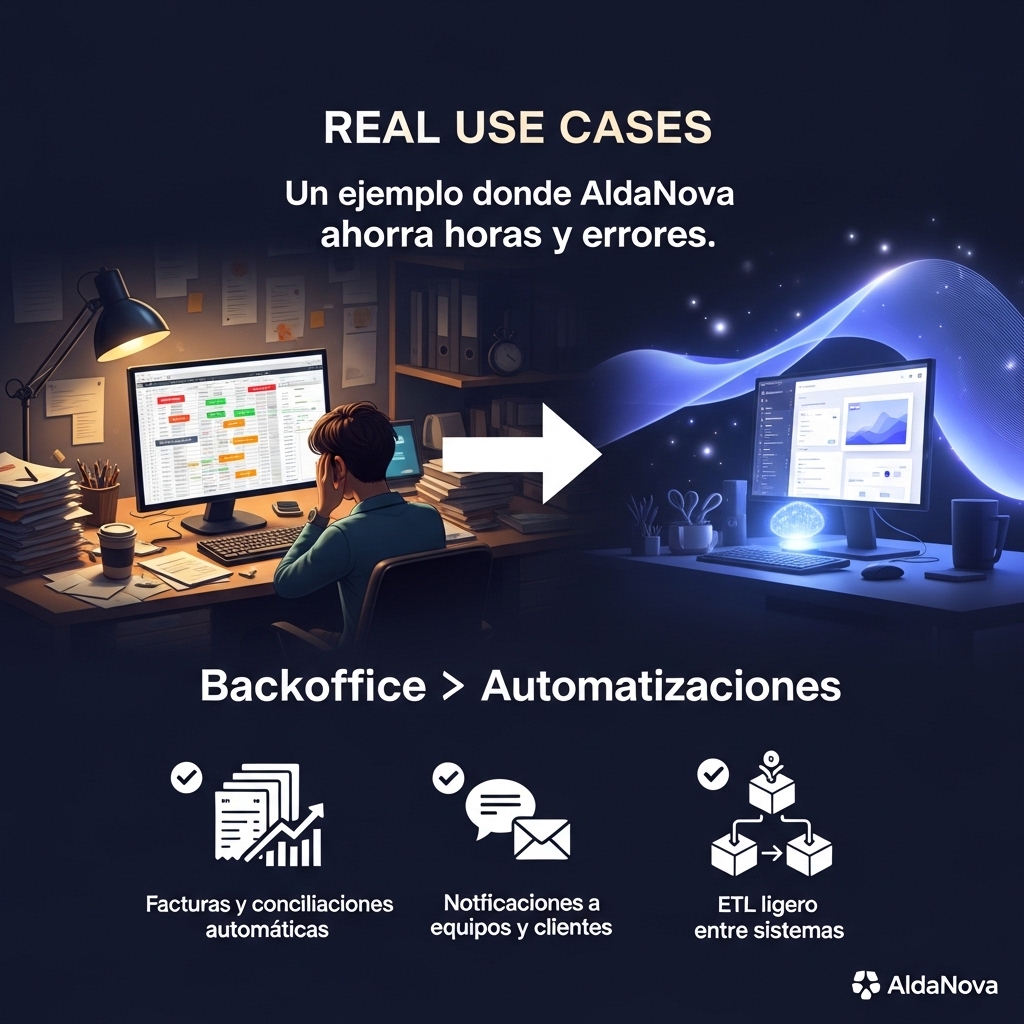 REAL USE CASES
Un ejemplo donde AldaNova
ahorra horas y errores.
Backoffice > Automatizaciones
Facturas y conciliaciones
automáticas
Notficaciones a
equipos y clientes
ETL ligero
entre sistemas
AldaNova